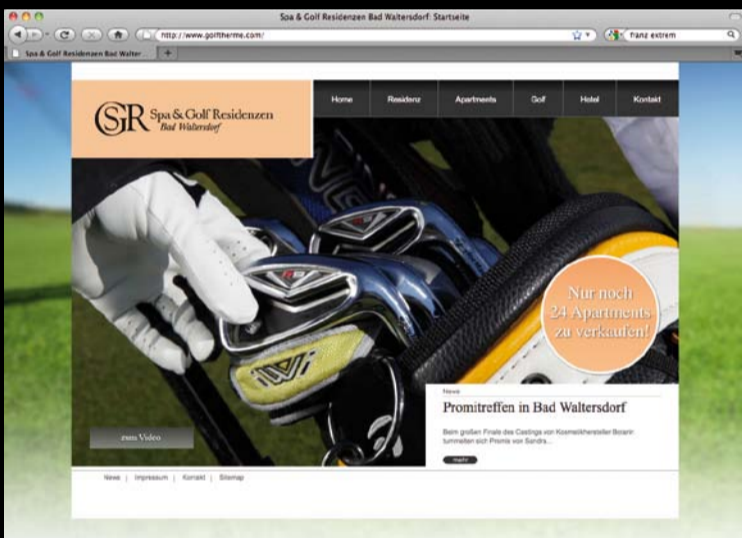 Spa & Golf Residenzen Bad Waltersdorf: Startseite
http://www.golftherme.com/
franz extrem
Spa & Golf Residenzen Bad Walter...
SGR Spa & Golf Residenzen
Bad Waltersdorf
Home Residenz Apartments Golf Hotel Kontakt
Nur noch
24 Apartments
zu verkaufen!
News
Promitreffen in Bad Waltersdorf
Beim großen Finale des Castings von Kosmetikhersteller Bioarin
tummelten sich Promis von Sandra...
mehr
zum Video
News | Impressum | Kontakt | Sitemap